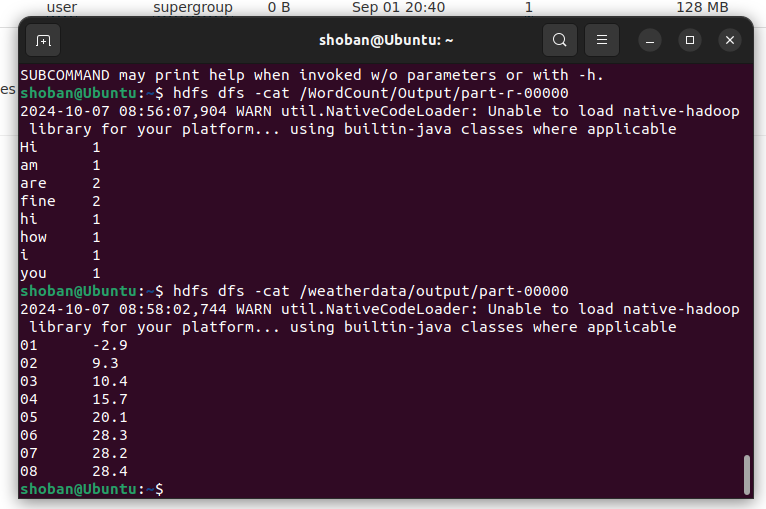 user supergroup 0 B Sep 01 20:40 1 128 MB
shoban@Ubuntu: ~
es
SUBCOMMAND may print help when invoked w/o parameters or with -h.
shoban@Ubuntu:~$ hdfs dfs -cat /WordCount/Output/part-r-00000
2024-10-07 08:56:07,904 WARN util.NativeCodeLoader: Unable to load native-hadoop
library for your platform... using builtin-java classes where applicable
Hi 1
am 1
are 2
fine 2
hi 1
how 1
i 1
you 1
shoban@Ubuntu:~$ hdfs dfs -cat /weatherdata/output/part-00000
2024-10-07 08:58:02,744 WARN util.NativeCodeLoader: Unable to load native-hadoop
library for your platform... using builtin-java classes where applicable
01 -2.9
02 9.3
03 10.4
04 15.7
05 20.1
06 28.3
07 28.2
08 28.4
shoban@Ubuntu:~$